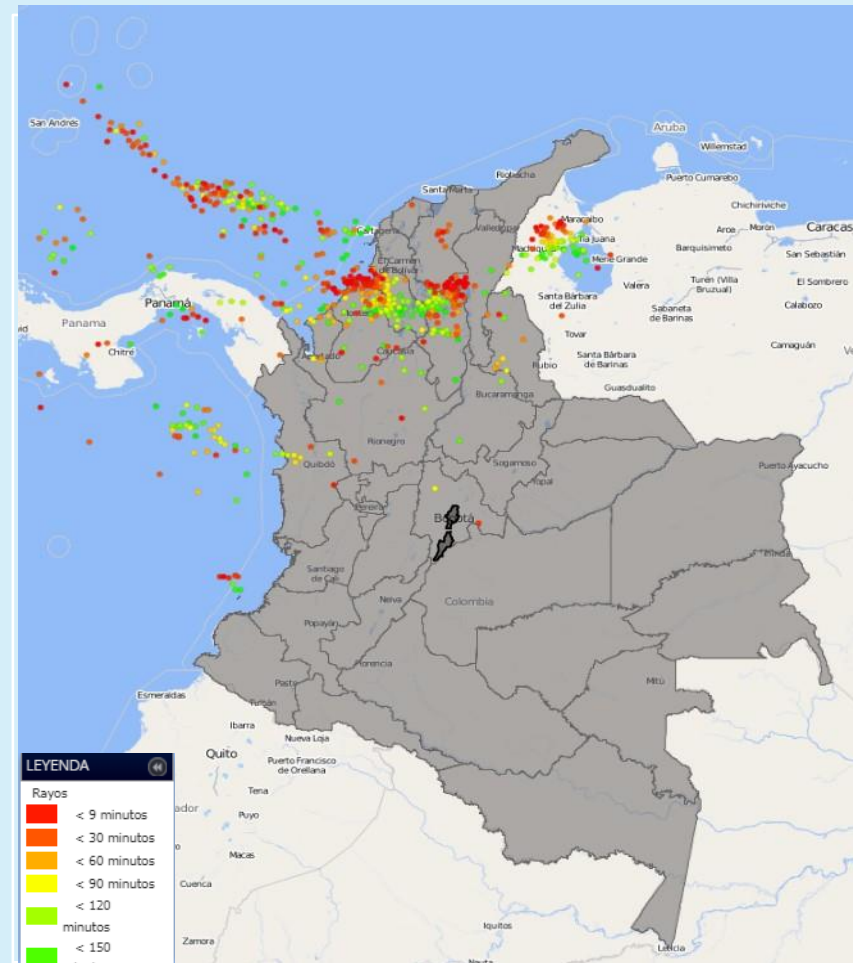 Aruba
San Andrés
Willemstad
Puerto Cumarebo
Riohacha
Santa Marta
Chichiriviche
Cartagena
Valledupar
Maracaibo
Caracas
Aroa
Morón
Tía Juana
Barquisimeto
San Sebastián
El Carmen
de Bolívar
Mene Grande
Valera
Turén (Villa
Bruzual)
El Sombrero
Panamá
Santa Bárbara
del Zulia
Sabaneta
de Barinas
Calabozo
Panama
Tovar
Camaguán
Chitré
Apartadó
Caucasia
Rubio
Santa Bárbara
de Barinas
Guasdualito
Bucaramanga
Rionegro
Quibdó
Sogamoso
Puerto Ayacucho
Yopal
Pereira
Bogotá
Santiago
de Cali
Neiva
Colombia
Popayán
Florencia
Mitú
Pasto
Esmeraldas
Tumán
Ibarra
Nueva Loja
Quito
Puerto Francisco
de Orellana
Tena
Puyo
Macas
Cuenca
Zamora
Iquitos
Leticia
LEYENDA
Rayos
< 9 minutos
< 30 minutos
< 60 minutos
< 90 minutos
< 120
minutos
< 150